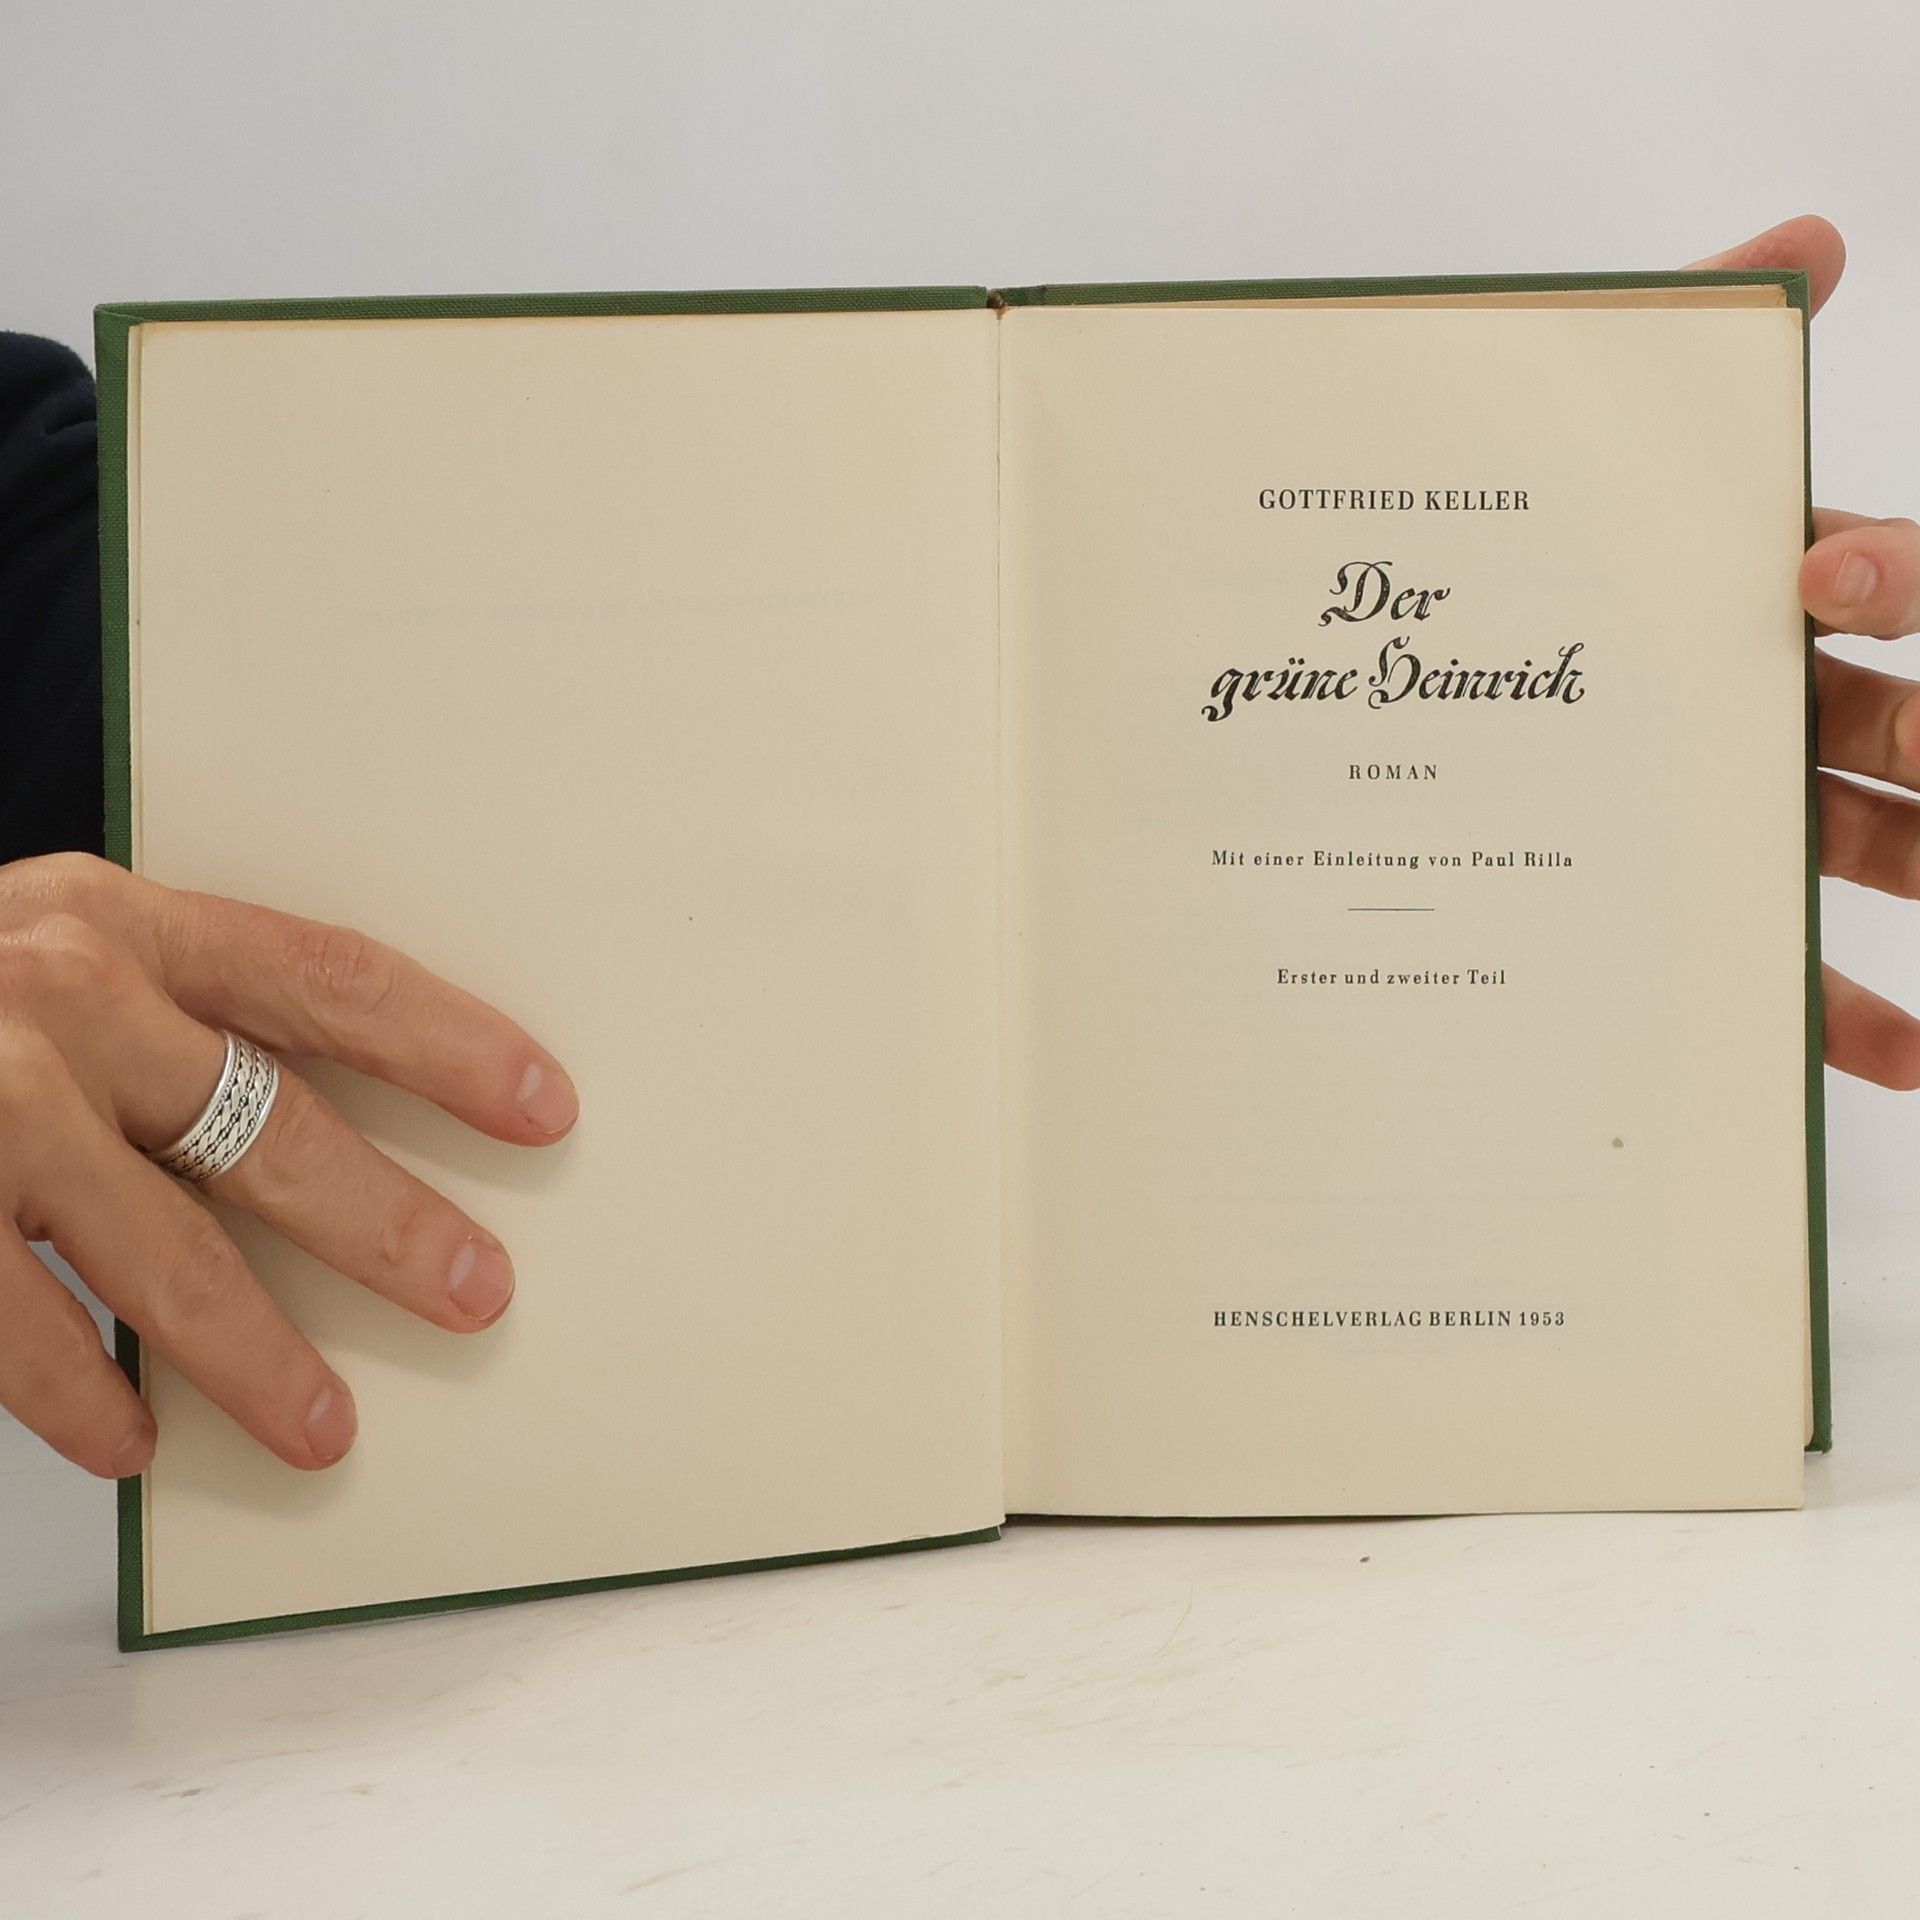 GOTTFRIED KELLER
Der
grüne Heinrich
ROMAN
Mit einer Einleitung von Paul Rilla
Erster und zweiter Teil
HENSCHELVERLAG BERLIN 1953